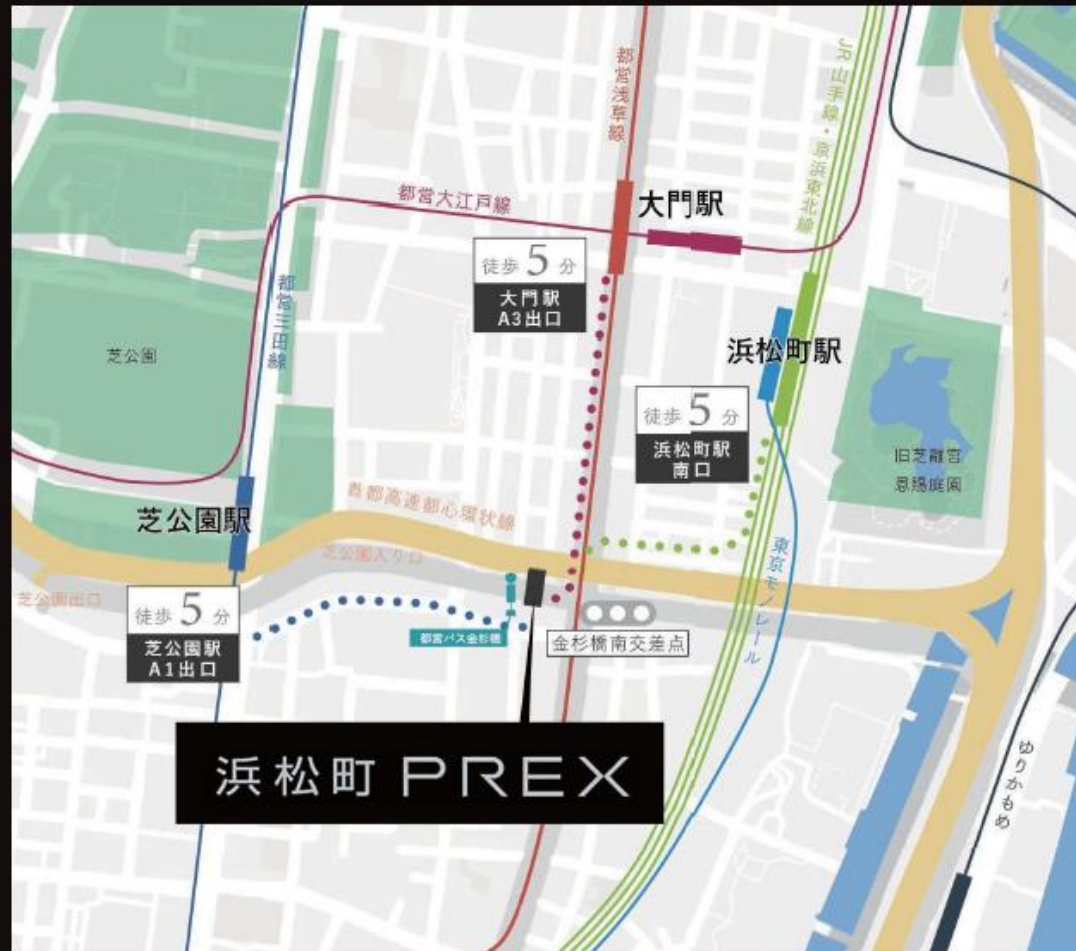 都営浅草線
JR山手線・京浜東北線
都営大江戸線
大門駅
徒歩 5 分
大門駅
A3出口
都営三田線
芝公園
浜松町駅
徒歩 5 分
浜松町駅
南口
旧芝離宮
恩賜庭園
芝公園駅
首都高速都心環状線
芝公園入り口
芝公園出口
徒歩 5 分
芝公園駅
A1出口
都営バス金杉橋
金杉橋南交差点
東京モノレール
ゆりかもめ
浜松町 PREX